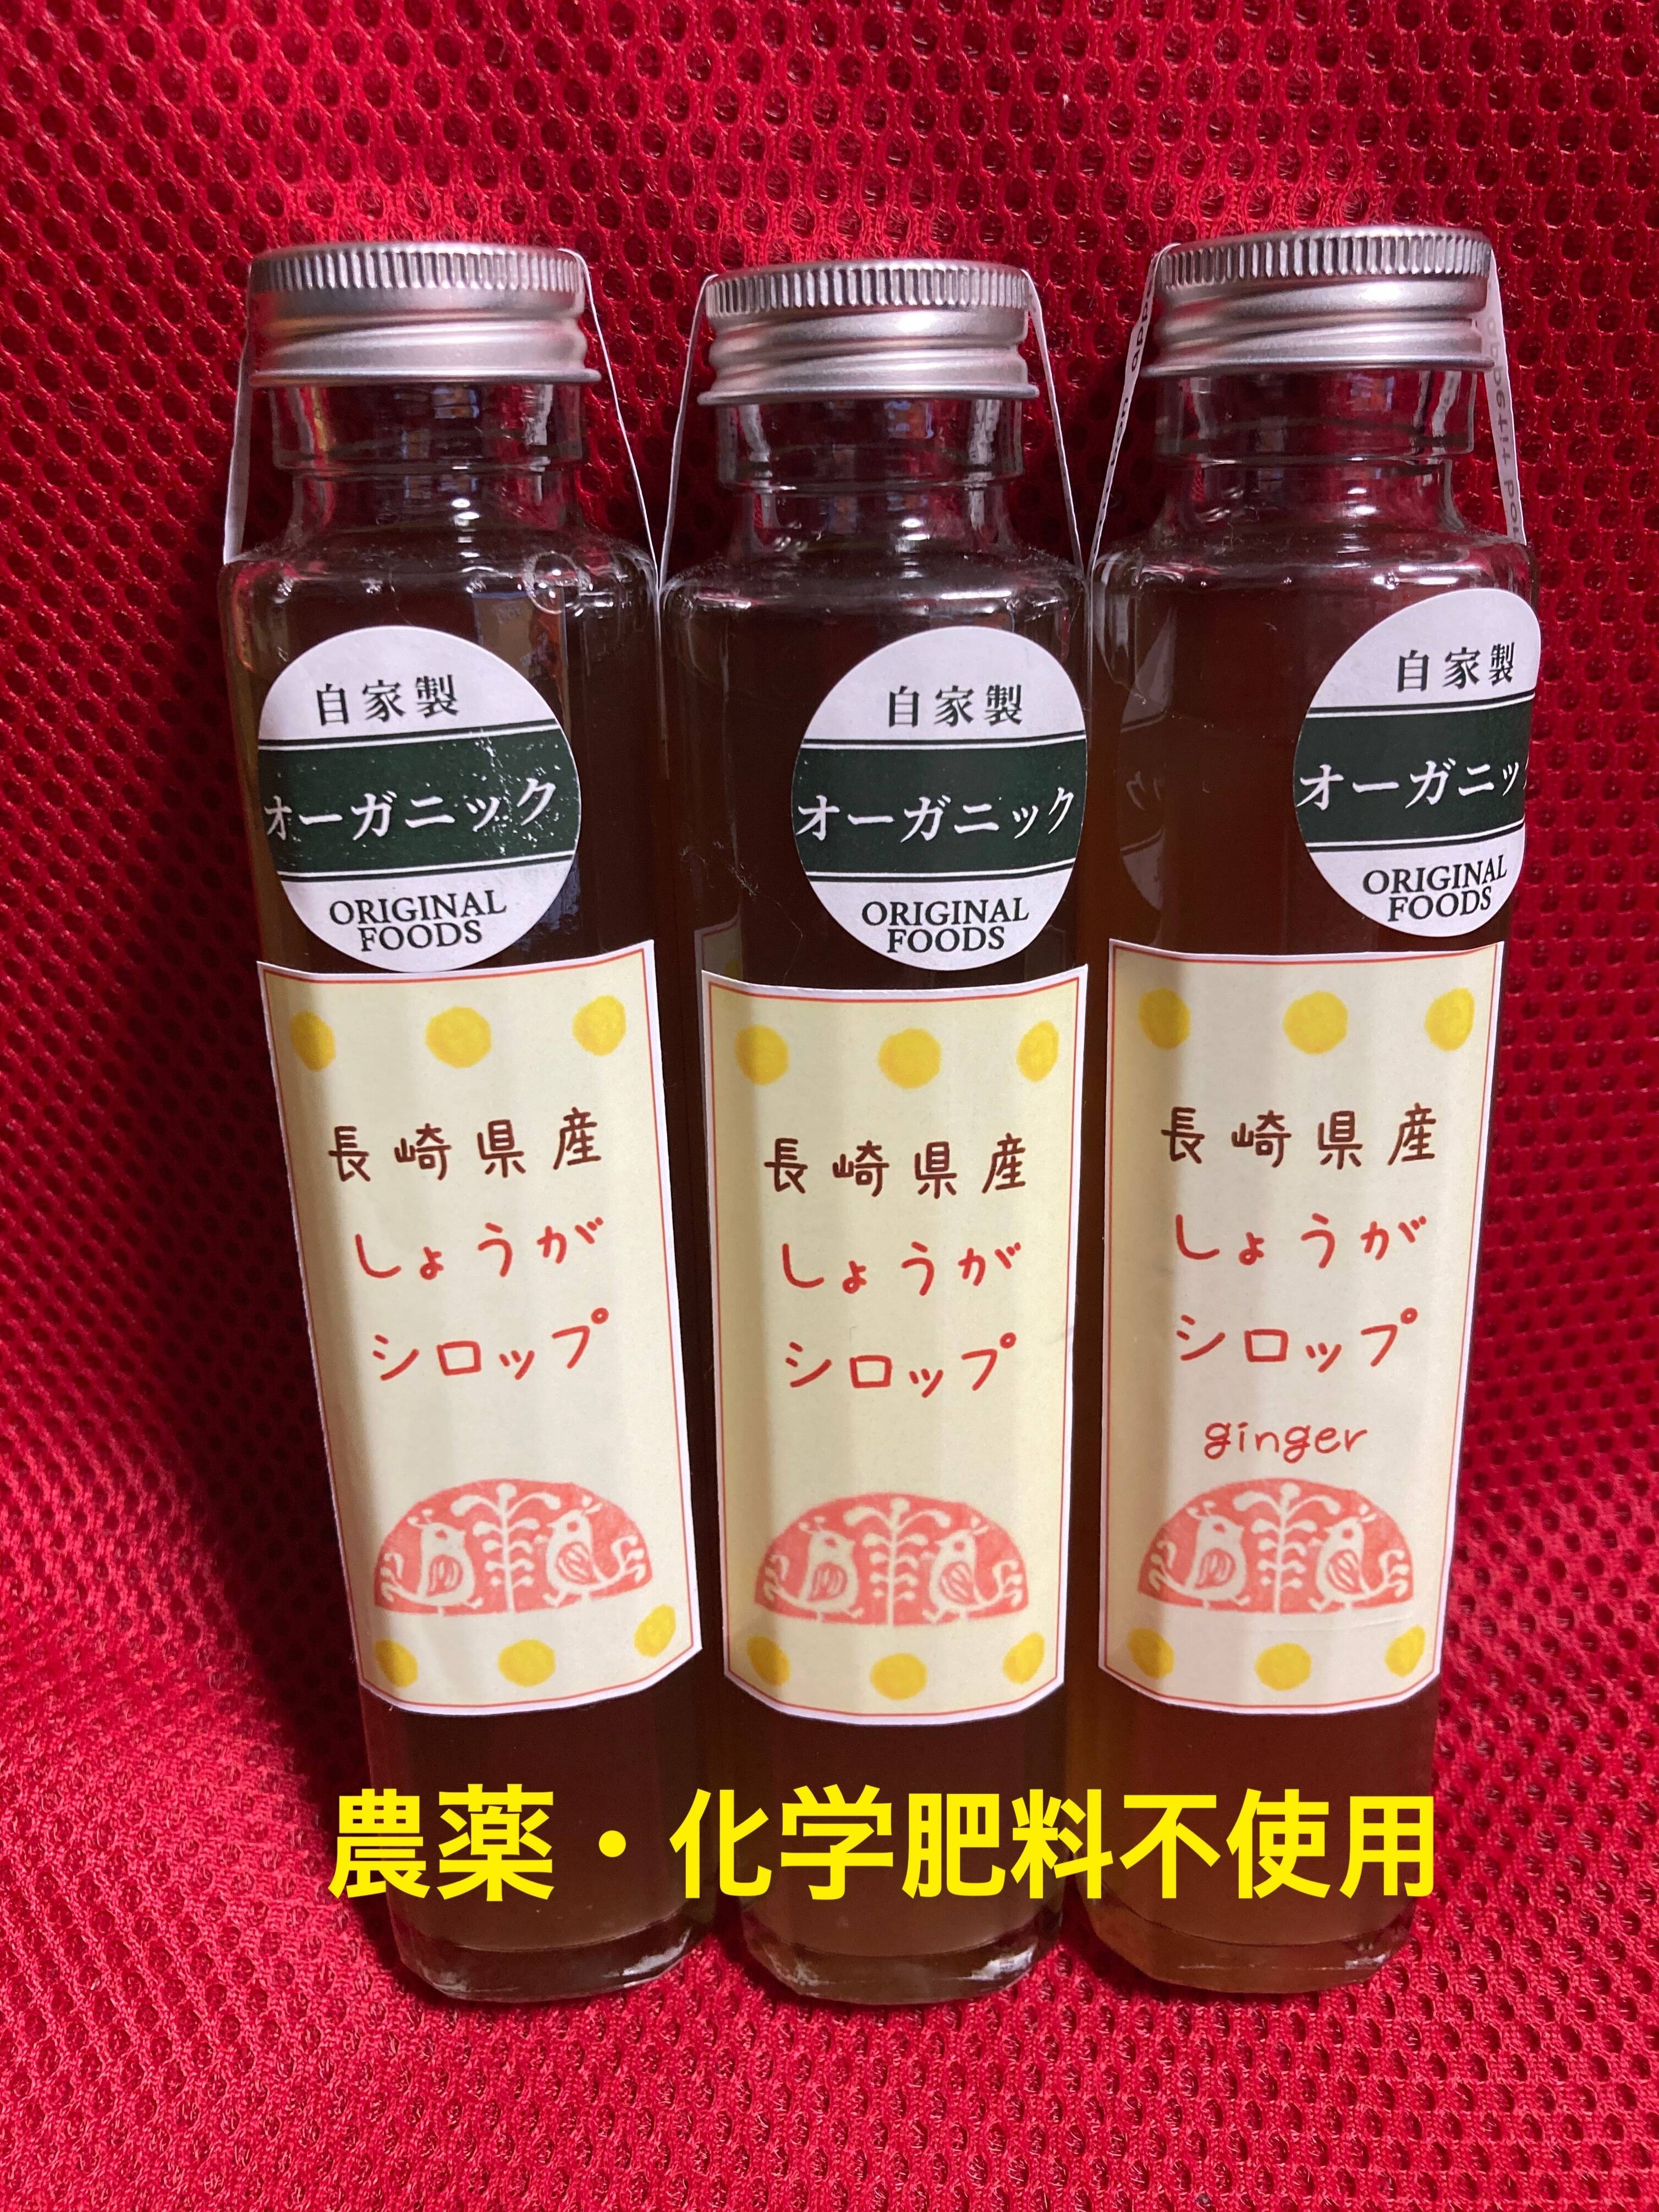 自家製
オーガニック
ORIGINAL
FOODS
長崎県産
しょうが
シロップ
自家製
オーガニック
ORIGINAL
FOODS
長崎県産
しょうが
シロップ
自家製
オーガニッ
ORIGINAL
FOODS
長崎県産
しょうが
シロップ
ginger
農薬・化学肥料不使用